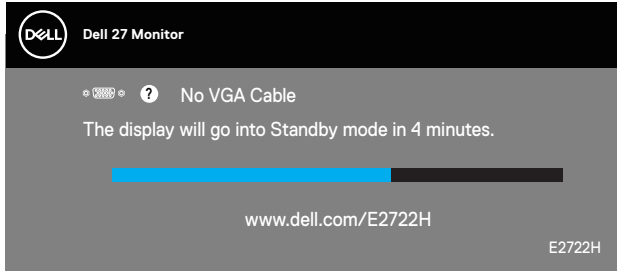 DELL
Dell 27 Monitor
? No VGA Cable
The display will go into Standby mode in 4 minutes.
www.dell.com/E2722H
E2722H